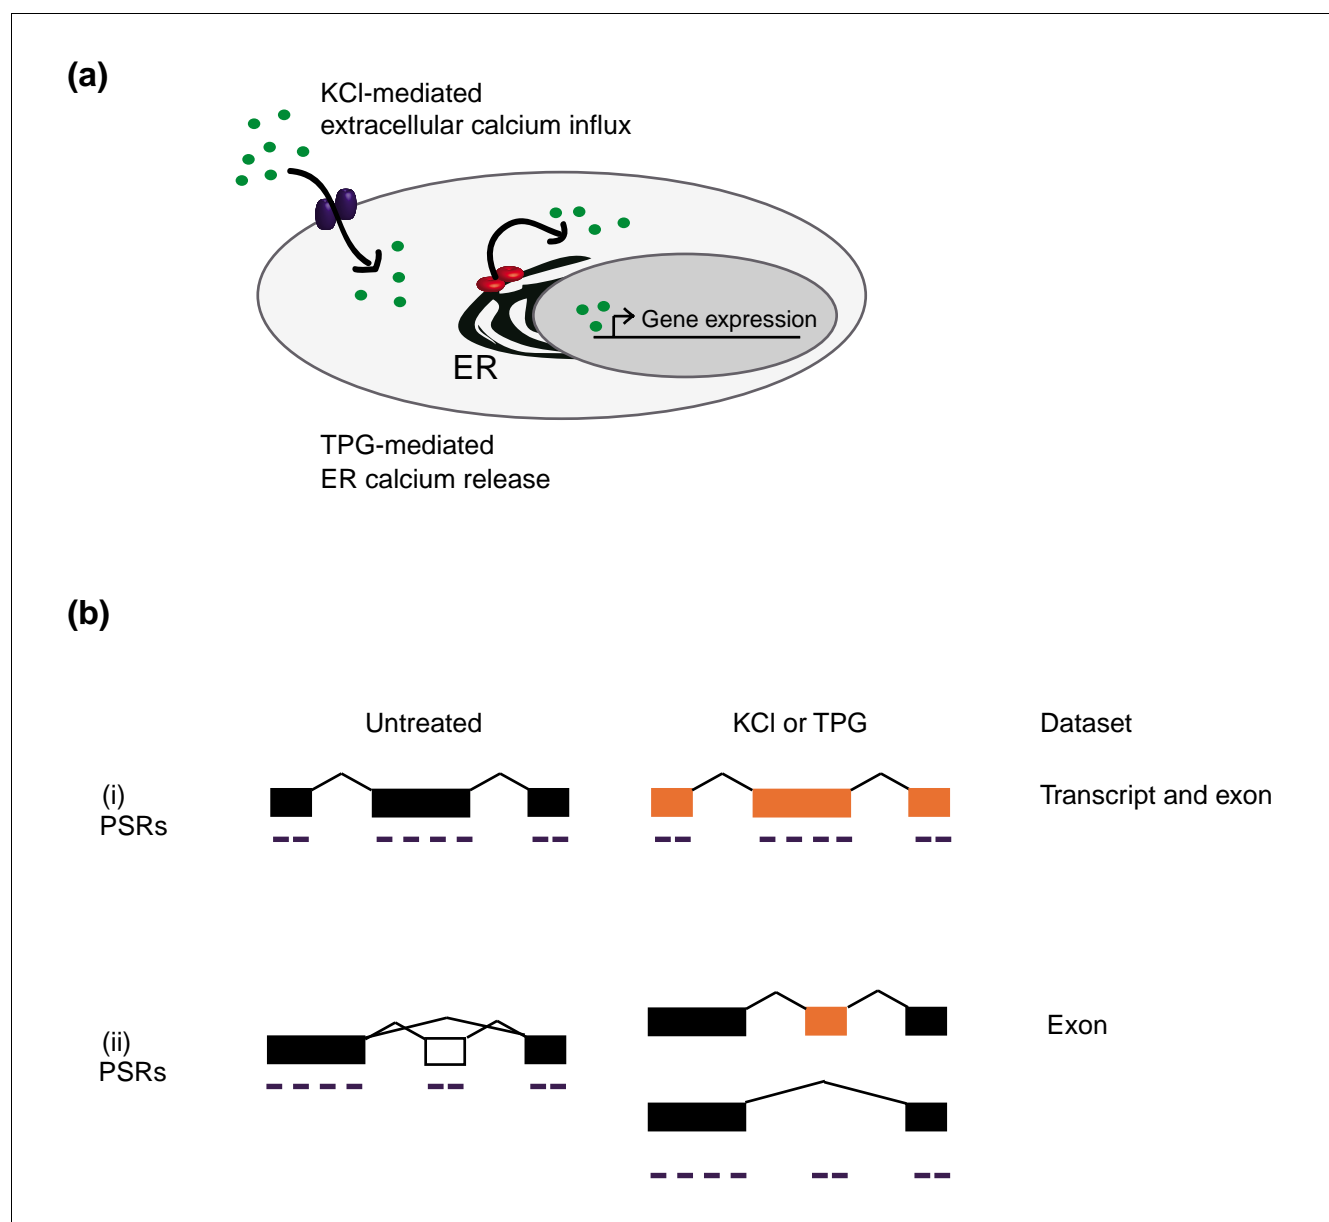 (a)
KCl-mediated
extracellular calcium influx
Gene expression
ER
TPG-mediated
ER calcium release
(b)
Untreated
KCl or TPG
Dataset
(i)
PSRs
Transcript and exon
(ii)
PSRs
Exon